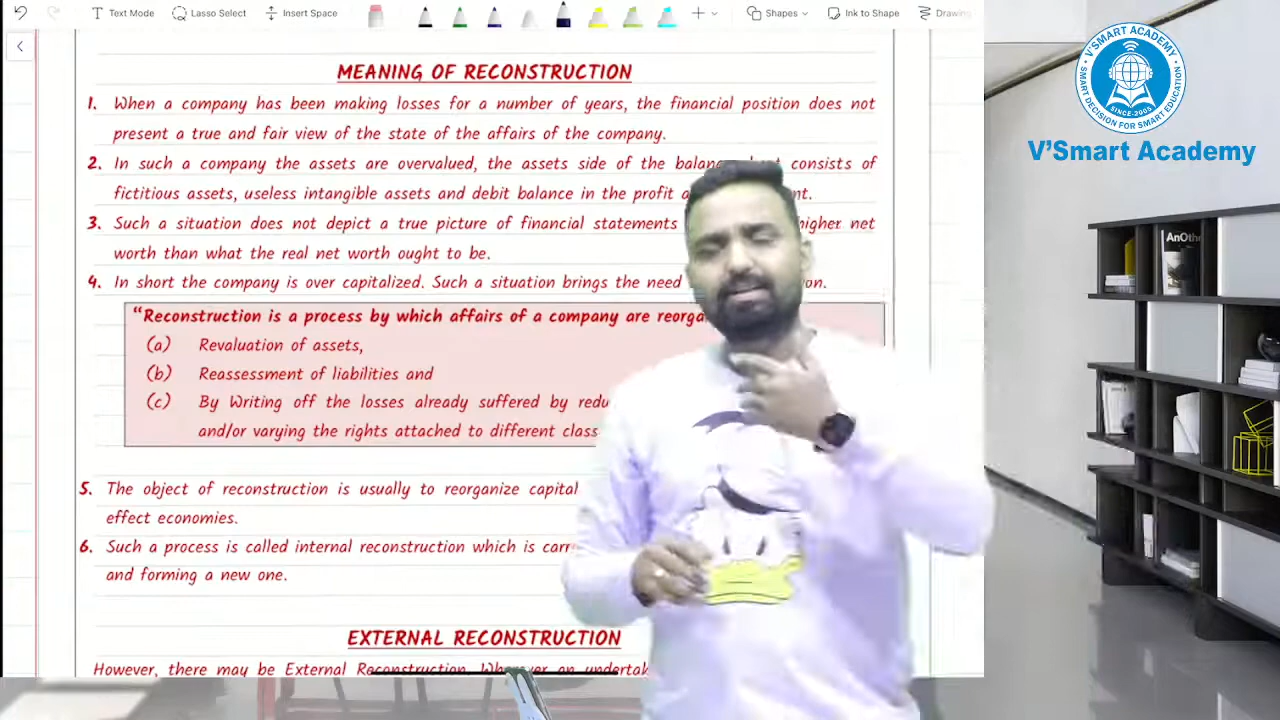 Text Mode Lasso Select Insert Space Shapes Ink to Shape Drawing
MEANING OF RECONSTRUCTION
1. When a company has been making losses for a number of years, the financial position does not
present a true and fair view of the state of the affairs of the company.
2. In such a company the assets are overvalued, the assets side of the consists of
fictitious assets, useless intangible assets and debit balance in the profit
3. Such a situation does not depict a true picture of financial statements higher net
worth than what the real net worth ought to be.
4. In short the company is over capitalized. Such a situation brings the need
"Reconstruction is a process by which affairs of a company are
(a) Revaluation of assets,
(b) Reassessment of liabilities and
(c) By Writing off the losses already suffered by
and/or varying the rights attached to different
5. The object of reconstruction is usually to reorganize capital
effect economies.
6. Such a process is called internal reconstruction which is
and forming a new one.
EXTERNAL RECONSTRUCTION
However, there may be External Reconstruction. Wherever an
V'SMART ACADEMY
SMART DECISION FOR SMART EDUCATION
SINCE-2005
V'Smart Academy